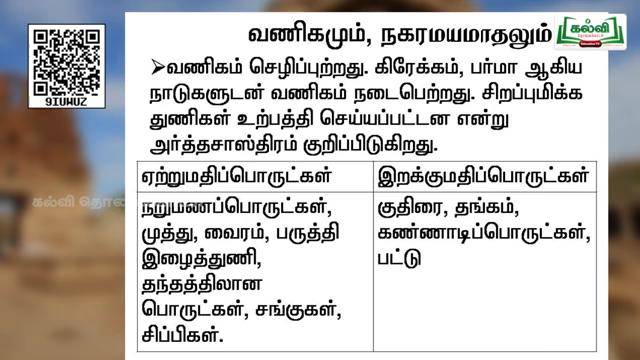 வணிகமும், நகரமயமாதலும்
கல்வி
9IUWUZ
➢வணிகம் செழிப்புற்றது. கிரேக்கம், பர்மா ஆகிய
நாடுகளுடன் வணிகம் நடைபெற்றது. சிறப்புமிக்க
துணிகள் உற்பத்தி செய்யப்பட்டன என்று
அர்த்தசாஸ்திரம் குறிப்பிடுகிறது.
ஏற்றுமதிப்பொருட்கள்
இறக்குமதிப்பொருட்கள்
நறுமணப்பொருட்கள்,
முத்து, வைரம், பருத்தி
இழைத்துணி,
தந்தத்திலான
பொருட்கள், சங்குகள்,
சிப்பிகள்.
குதிரை, தங்கம்,
கண்ணாடிப்பொருட்கள்,
பட்டு
கல்வி